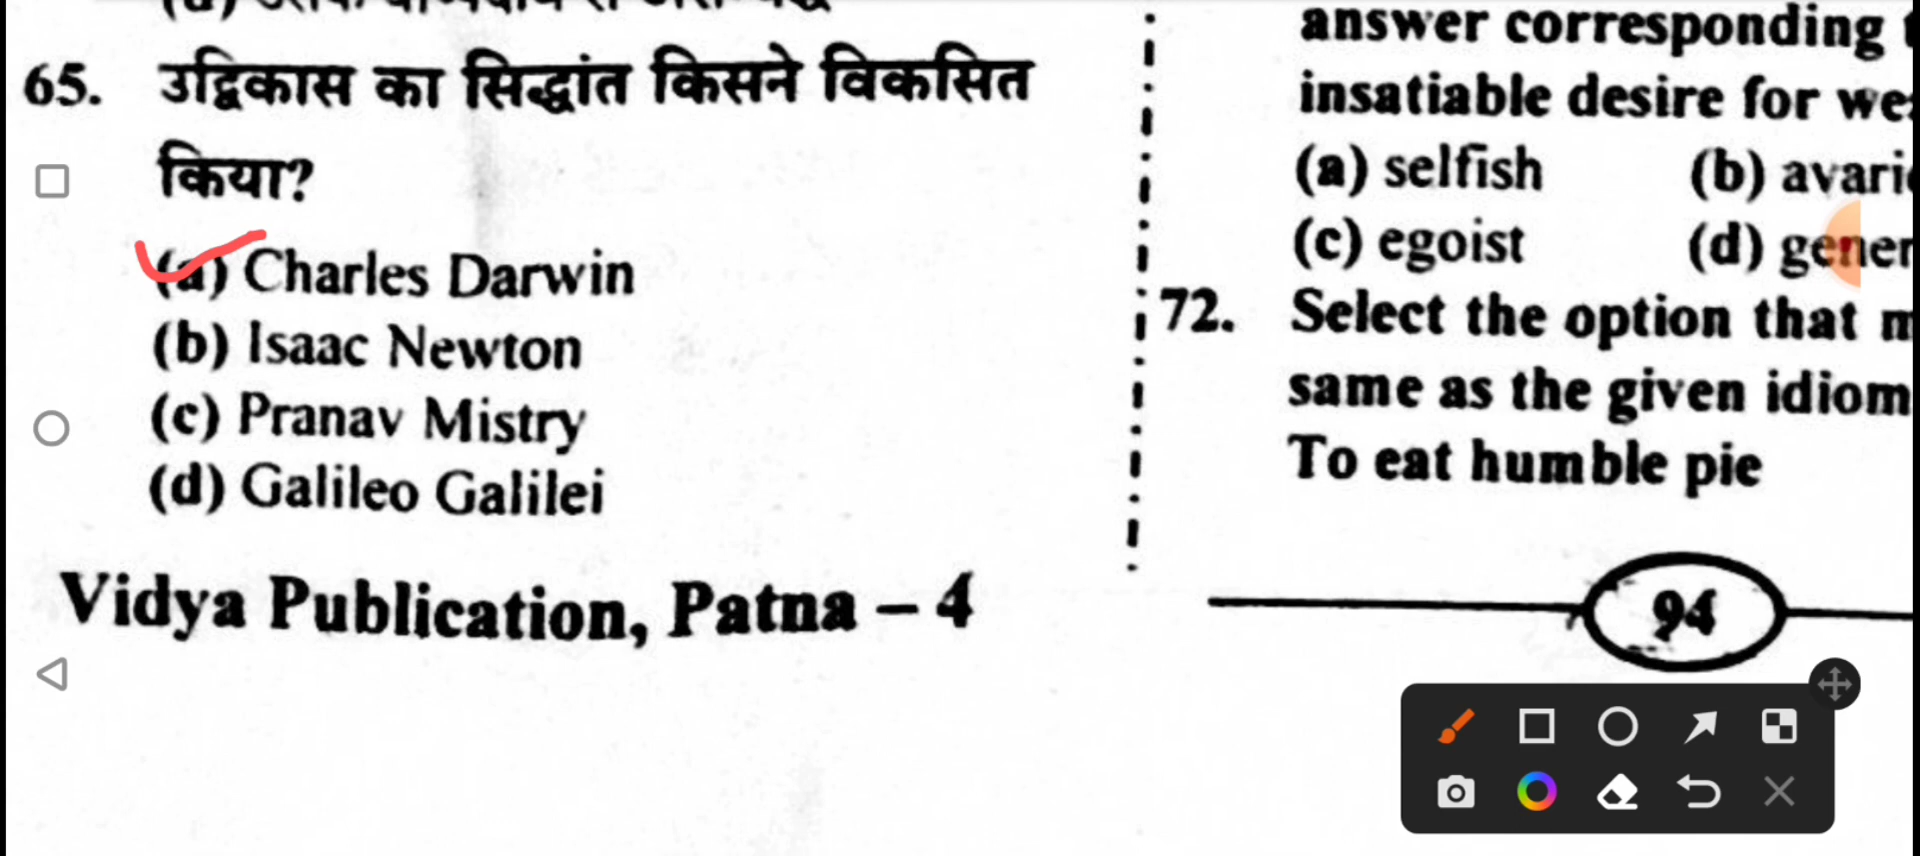 65. उद्विकास का सिद्धांत किसने विकसित
किया?
(a) Charles Darwin
(b) Isaac Newton
(c) Pranav Mistry
(d) Galileo Galilei
Vidya Publication, Patna – 4
answer corresponding
insatiable desire for
(a) selfish (b)
(c) egoist (d)
72. Select the option that
same as the given idiom
To eat humble pie
94